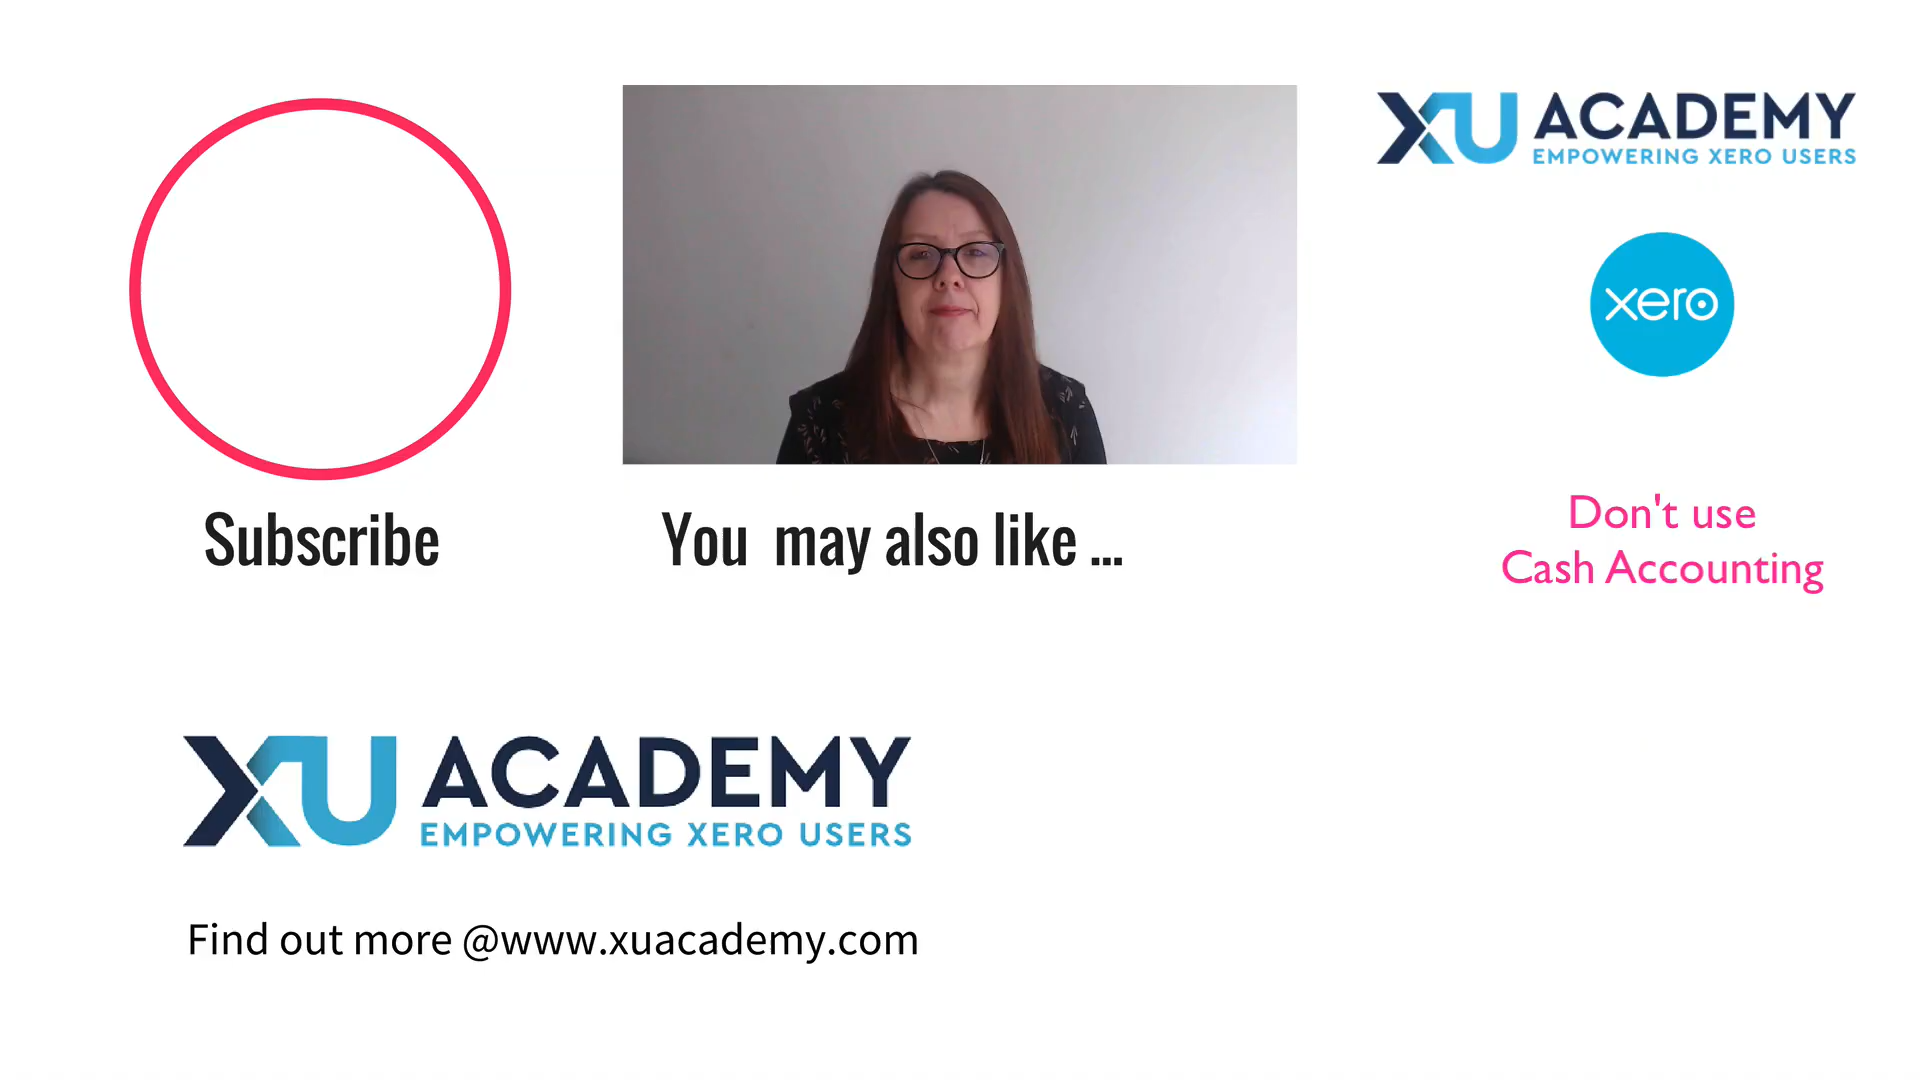 XU ACADEMY
EMPOWERING XERO USERS
xero
Subscribe
You may also like ...
Don't use
Cash Accounting
XU ACADEMY
EMPOWERING XERO USERS
Find out more @www.xuacademy.com